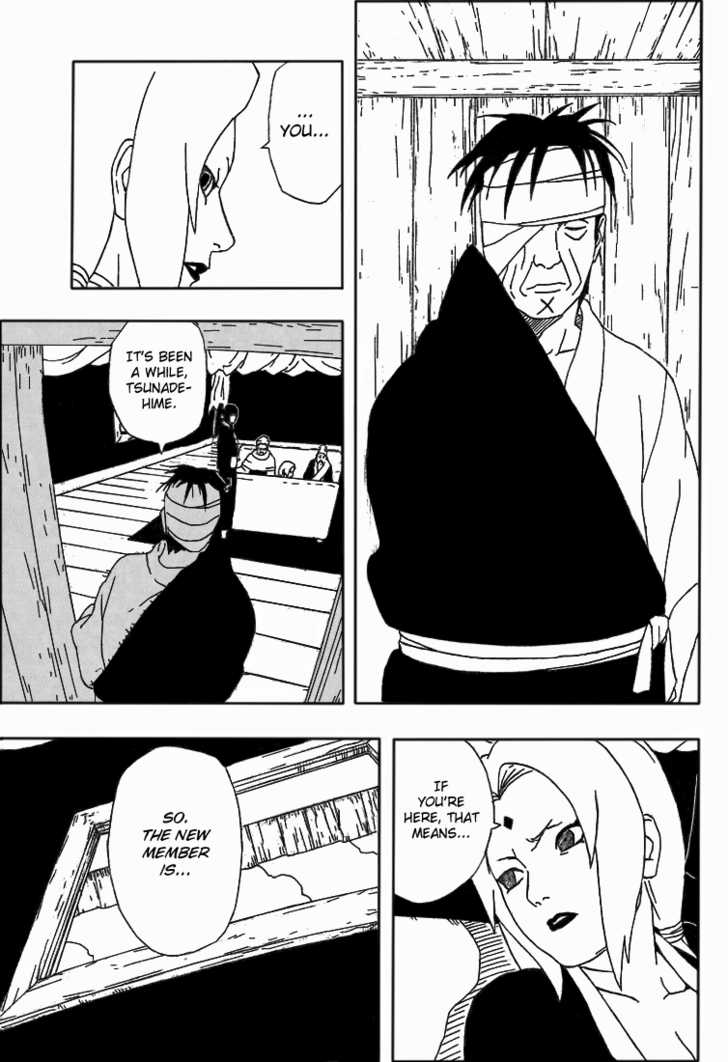 ...
YOU...
IT'S BEEN
A WHILE,
TSUNADE-
HIME.
IF
YOU'RE
HERE, THAT
MEANS...
SO.
THE NEW
MEMBER
IS...